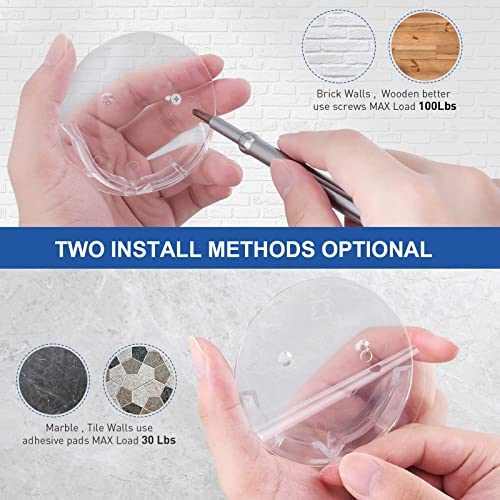 Brick Walls , Wooden better
use screws MAX Load 100Lbs
TWO INSTALL METHODS OPTIONAL
Marble , Tile Walls use
adhesive pads MAX Load 30 Lbs